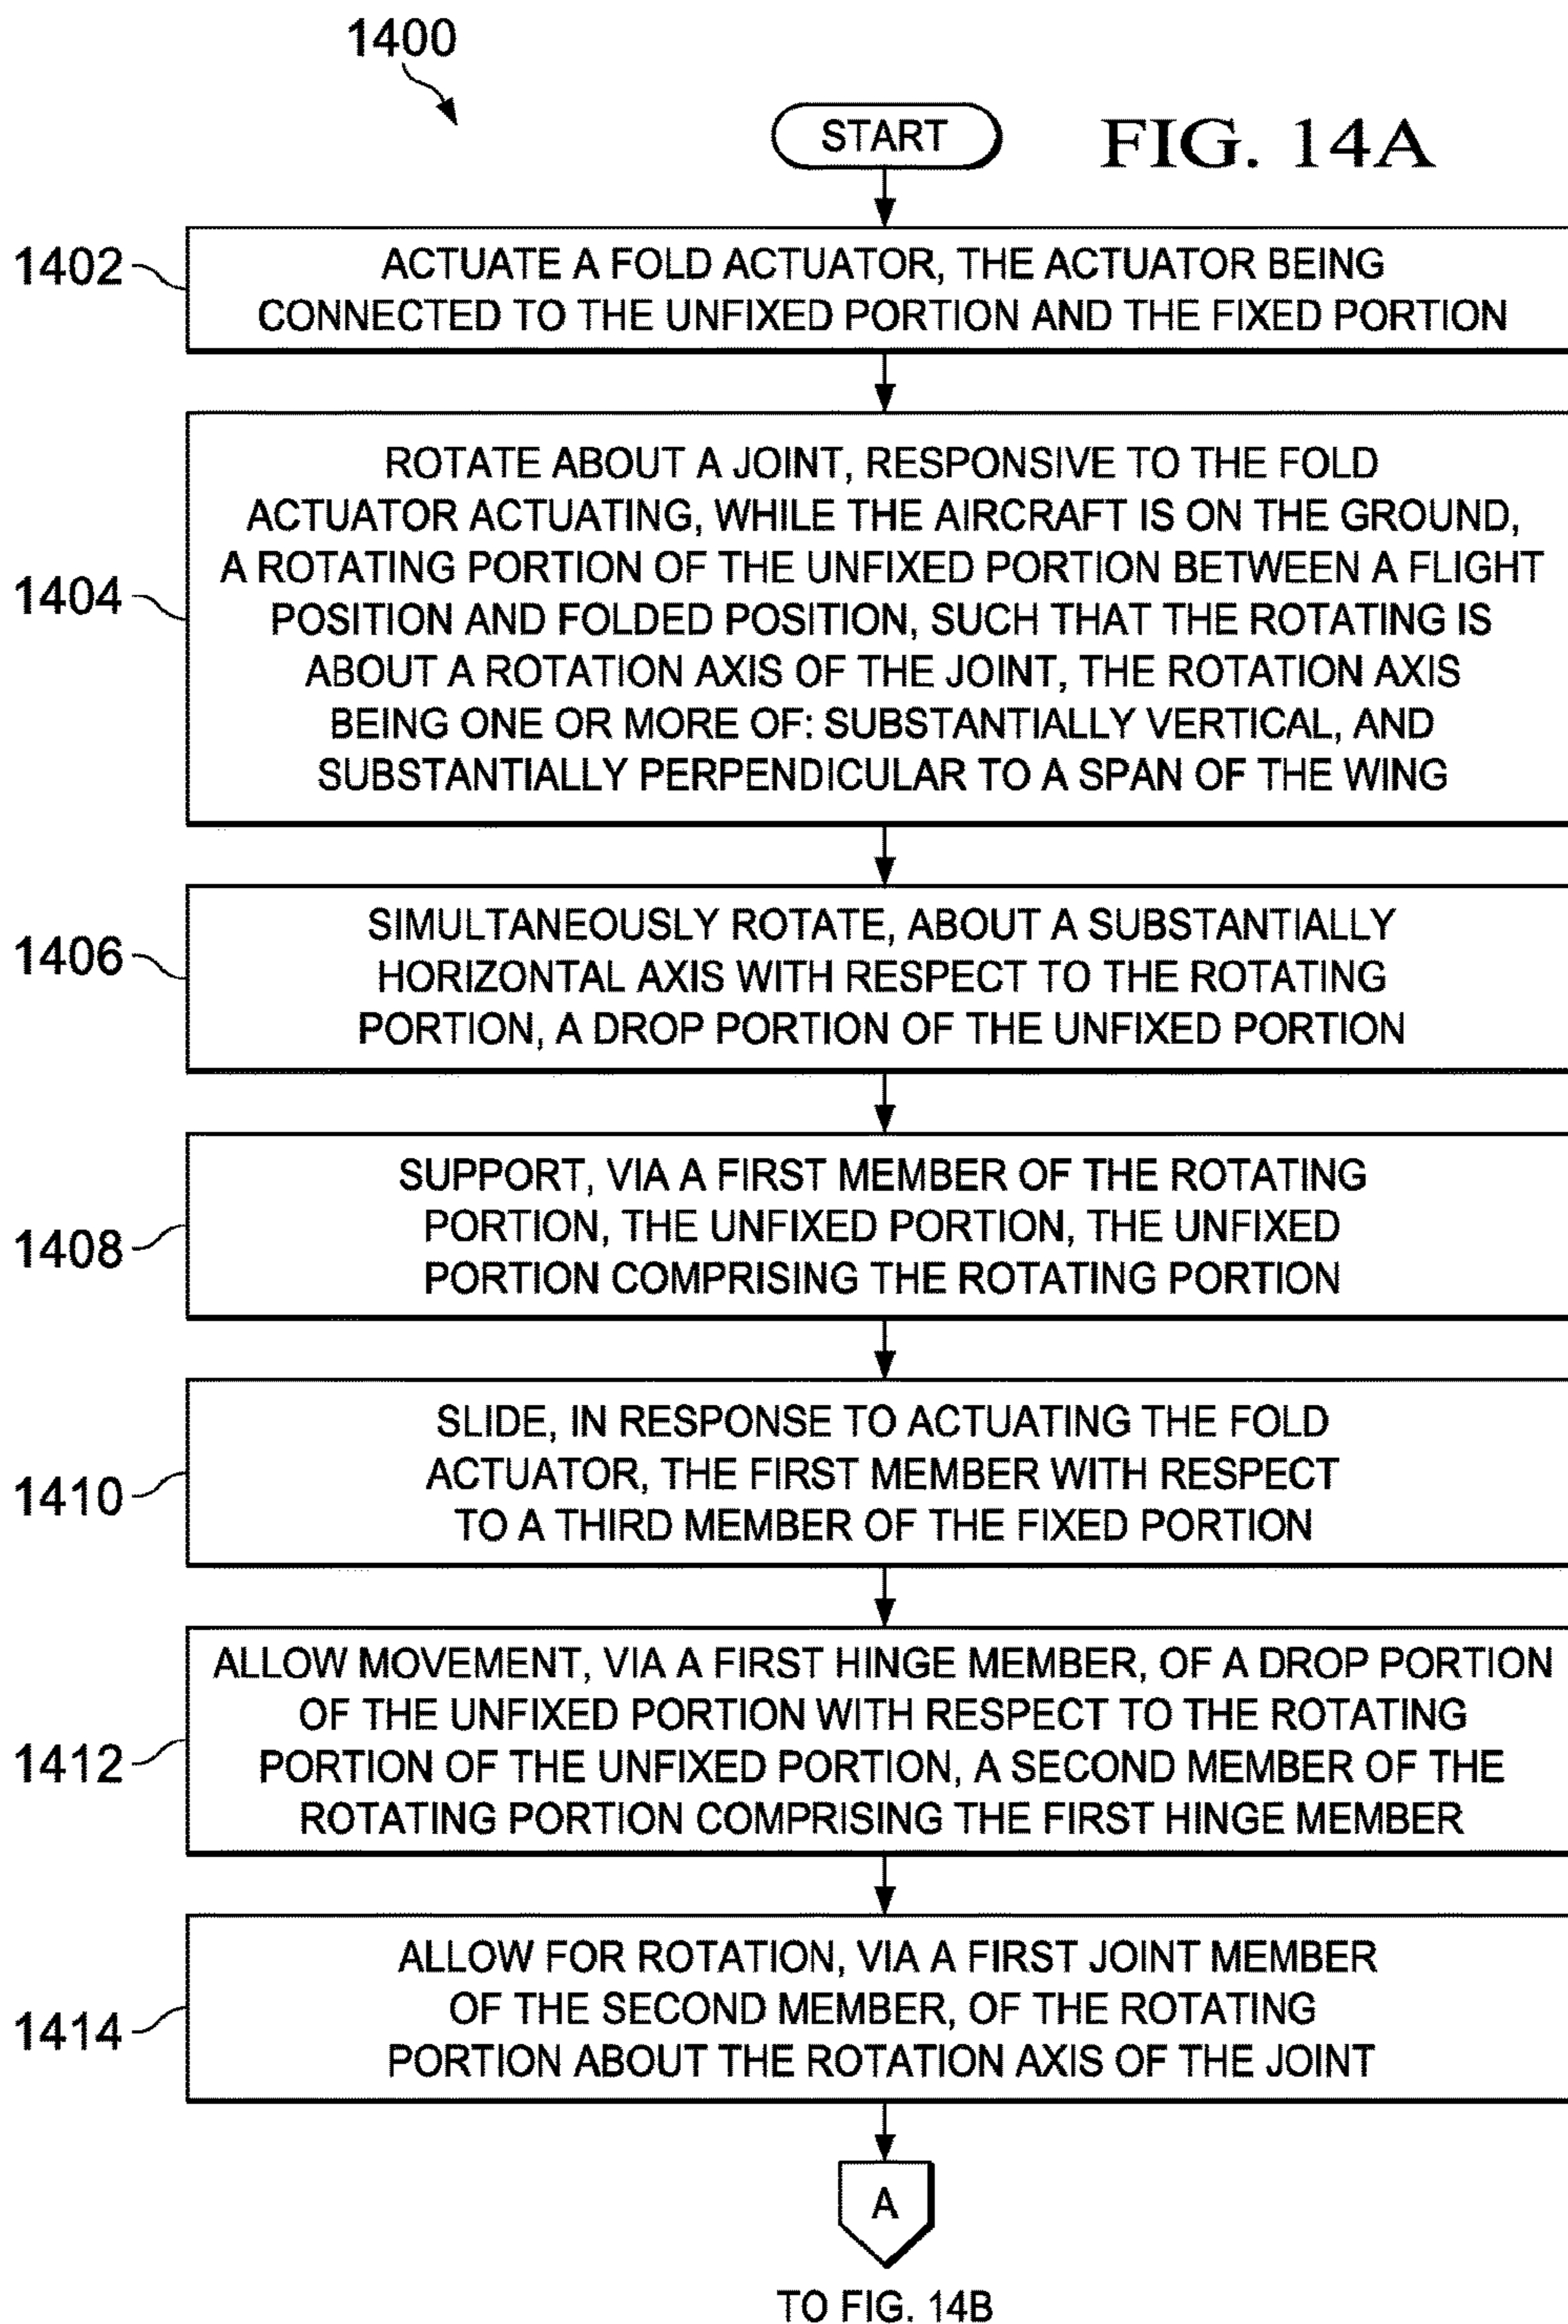 1400
START
FIG. 14A
1402
ACTUATE A FOLD ACTUATOR, THE ACTUATOR BEING
CONNECTED TO THE UNFIXED PORTION AND THE FIXED PORTION
1404
ROTATE ABOUT A JOINT, RESPONSIVE TO THE FOLD
ACTUATOR ACTUATING, WHILE THE AIRCRAFT IS ON THE GROUND,
A ROTATING PORTION OF THE UNFIXED PORTION BETWEEN A FLIGHT
POSITION AND FOLDED POSITION, SUCH THAT THE ROTATING IS
ABOUT A ROTATION AXIS OF THE JOINT, THE ROTATION AXIS
BEING ONE OR MORE OF: SUBSTANTIALLY VERTICAL, AND
SUBSTANTIALLY PERPENDICULAR TO A SPAN OF THE WING
1406
SIMULTANEOUSLY ROTATE, ABOUT A SUBSTANTIALLY
HORIZONTAL AXIS WITH RESPECT TO THE ROTATING
PORTION, A DROP PORTION OF THE UNFIXED PORTION
1408
SUPPORT, VIA A FIRST MEMBER OF THE ROTATING
PORTION, THE UNFIXED PORTION, THE UNFIXED
PORTION COMPRISING THE ROTATING PORTION
1410
SLIDE, IN RESPONSE TO ACTUATING THE FOLD
ACTUATOR, THE FIRST MEMBER WITH RESPECT
TO A THIRD MEMBER OF THE FIXED PORTION
1412
ALLOW MOVEMENT, VIA A FIRST HINGE MEMBER, OF A DROP PORTION
OF THE UNFIXED PORTION WITH RESPECT TO THE ROTATING
PORTION OF THE UNFIXED PORTION, A SECOND MEMBER OF THE
ROTATING PORTION COMPRISING THE FIRST HINGE MEMBER
1414
ALLOW FOR ROTATION, VIA A FIRST JOINT MEMBER
OF THE SECOND MEMBER, OF THE ROTATING
PORTION ABOUT THE ROTATION AXIS OF THE JOINT
A
TO FIG. 14B